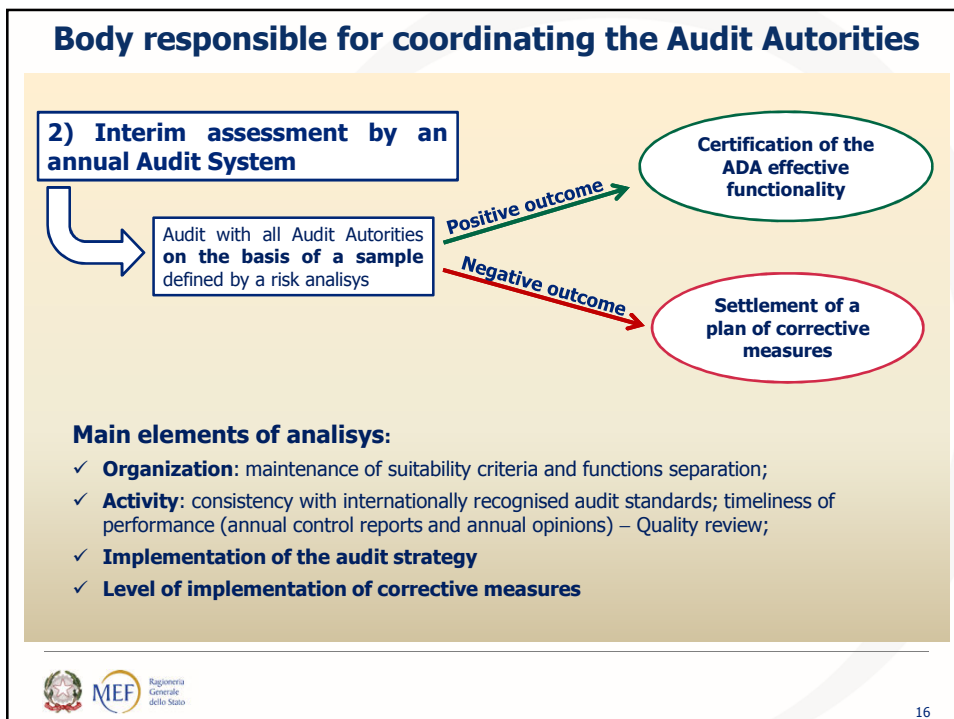 Body responsible for coordinating the Audit Autorities
2) Interim assessment by an
annual Audit System
Certification of the
ADA effective
functionality
Positive outcome
Audit with all Audit Autorities
on the basis of a sample
defined by a risk analisys
Negative outcome
Settlement of a
plan of corrective
measures
Main elements of analisys:
✓ Organization: maintenance of suitability criteria and functions separation;
✓ Activity: consistency with internationally recognised audit standards; timeliness of
performance (annual control reports and annual opinions) – Quality review;
✓ Implementation of the audit strategy
✓ Level of implementation of corrective measures
MEF
Ragioneria
Generale
dello Stato
16